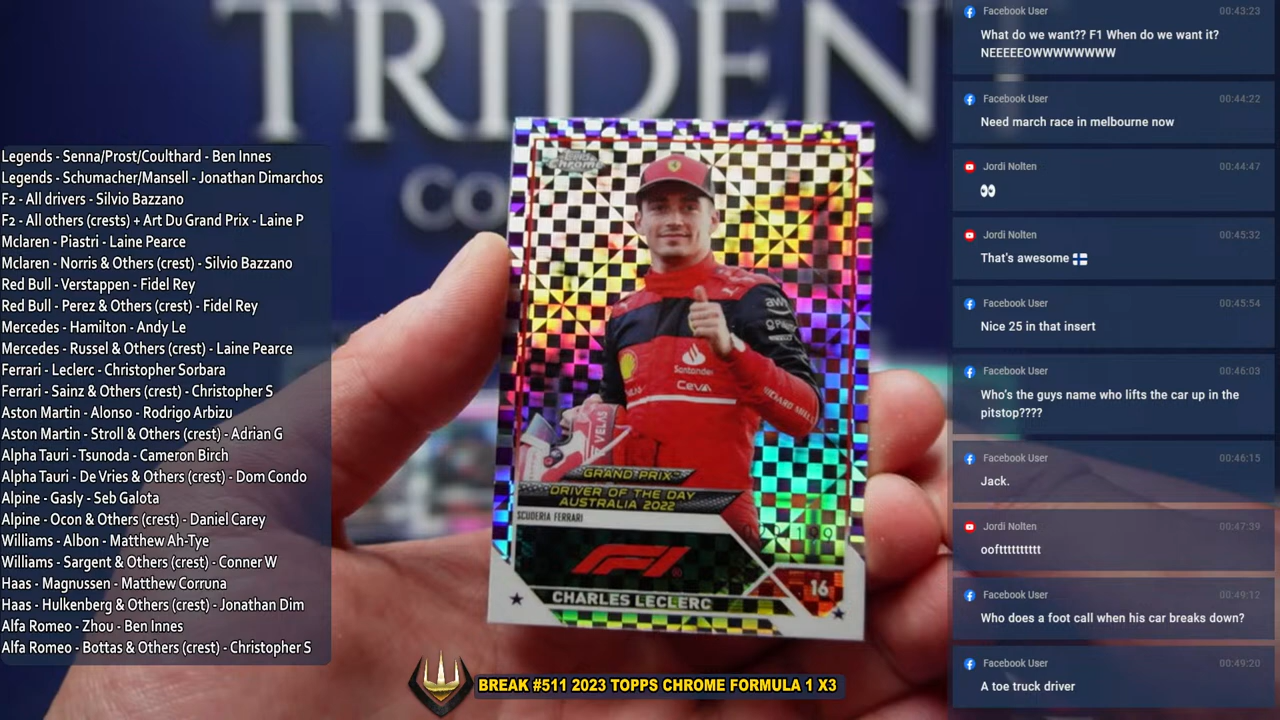 TRIDEN
CO
Legends - Senna/Prost/Coulthard - Ben Innes
Legends - Schumacher/Mansell - Jonathan DImarchos
F2 - All drivers - Silvio Bazzano
F2 - All others (crests) + Art Du Grand Prix - Laine P
Mclaren - Piastri - Laine Pearce
Mclaren - Norris & Others (crest) - Silvio Bazzano
Red Bull - Verstappen - Fidel Rey
Red Bull - Perez & Others (crest) - Fidel Rey
Mercedes - Hamilton - Andy Le
Mercedes - Russel & Others (crest) - Laine Pearce
Ferrari - Leclerc - Christopher Sorbara
Ferrari - Sainz & Others (crest) - Christopher S
Aston Martin - Alonso - Rodrigo Arbizu
Aston Martin - Stroll & Others (crest) - Adrian G
Alpha Tauri - Tsunoda - Cameron Birch
Alpha Tauri - De Vries & Others (crest) - Dom Condo
Alpine - Gasly - Seb Galota
Alpine - Ocon & Others (crest) - Daniel Carey
Williams - Albon - Matthew Ah-Tye
Williams - Sargent & Others (crest) - Conner W
Haas - Magnussen - Matthew Corruna
Haas - Hulkenberg & Others (crest) - Jonathan Dim
Alfa Romeo - Zhou - Ben Innes
Alfa Romeo - Bottas & Others (crest) - Christopher S
Chrome
aws
Santander
CEVA
RICHARD MILLE
VELAS
GRAND PRIX
DRIVER OF THE DAY
AUSTRALIA 2022
SCUDERIA FERRARI
F1
16
CHARLES LECLERC
BREAK #511 2023 TOPPS CHROME FORMULA 1 X3
Facebook User 00:43:23
What do we want?? F1 When do we want it?
NEEEEEOWWWWWWWW
Facebook User 00:44:22
Need march race in melbourne now
Jordi Nolten 00:44:47
👀
Jordi Nolten 00:45:32
That's awesome 🇫🇮
Facebook User 00:45:54
Nice 25 in that insert
Facebook User 00:46:03
Who's the guys name who lifts the car up in the
pitstop????
Facebook User 00:46:15
Jack.
Jordi Nolten 00:47:39
ooftttttttttt
Facebook User 00:49:12
Who does a foot call when his car breaks down?
Facebook User 00:49:20
A toe truck driver